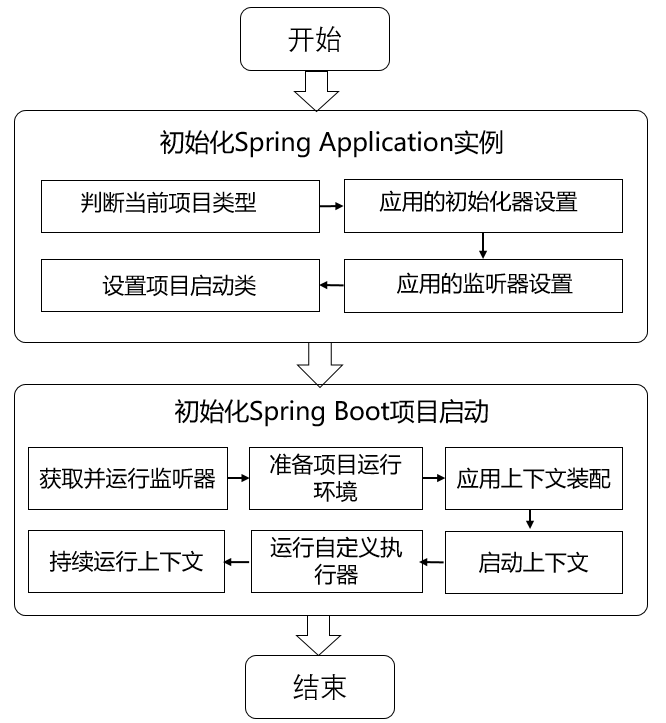 开始
初始化Spring Application实例
判断当前项目类型
应用的初始化器设置
设置项目启动类
应用的监听器设置
初始化Spring Boot项目启动
获取并运行监听器
准备项目运行
环境
应用上下文装配
持续运行上下文
运行自定义执
行器
启动上下文
结束